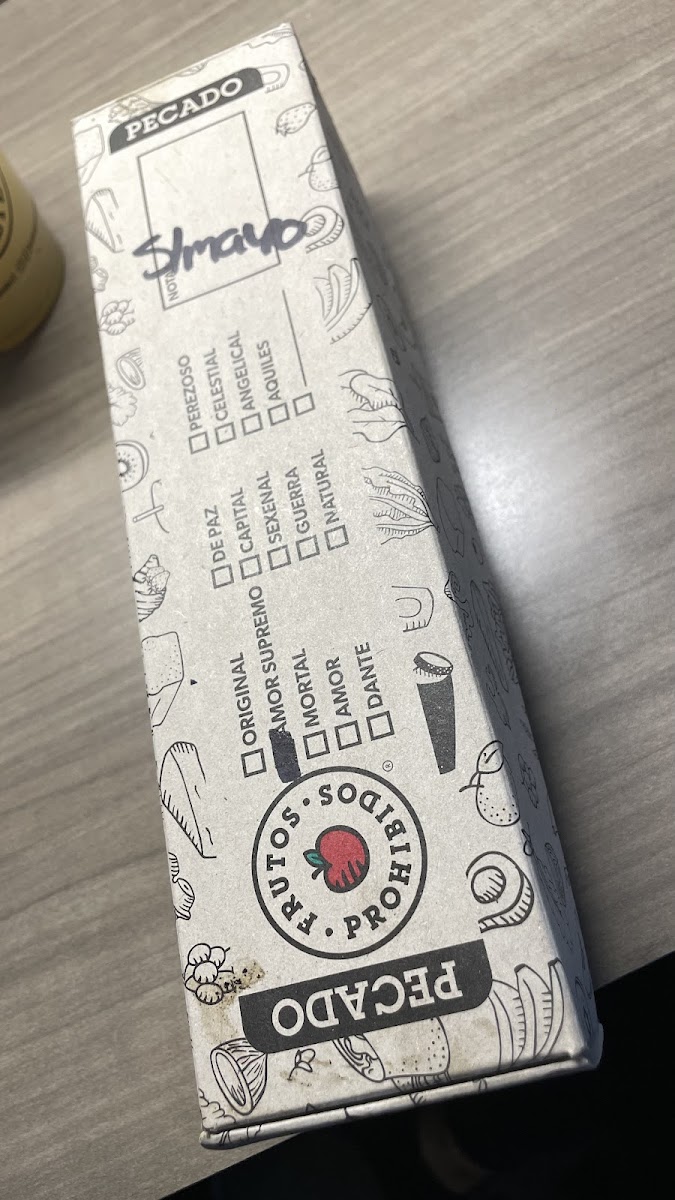 PECADO
NOTA
S/mayo
ORIGINAL
AMOR SUPREMO
MORTAL
AMOR
DANTE
DE PAZ
CAPITAL
SEXENAL
GUERRA
NATURAL
PEREZOSO
CELESTIAL
ANGELICAL
AQUILES
FRUTOS • PROHIBIDOS •
®
PECADO